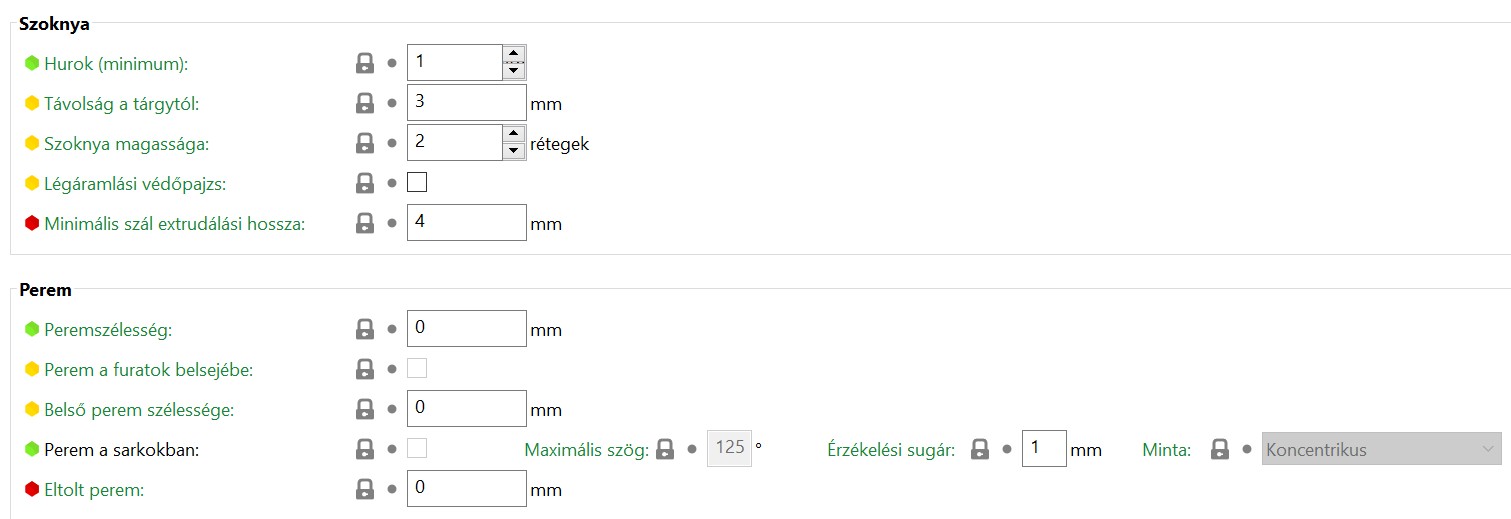 Szoknya
Hurok (minimum): 1
Távolság a tárgytól: 3 mm
Szoknya magassága: 2 rétegek
Légáramlási védőpajzs:
Minimális szál extrudálási hossza: 4 mm
Perem
Peremszélesség: 0 mm
Perem a furatok belsejébe:
Belső perem szélessége: 0 mm
Perem a sarkokban: Maximális szög: 125 ° Érzékelési sugár: 1 mm Minta: Koncentrikus
Eltolt perem: 0 mm